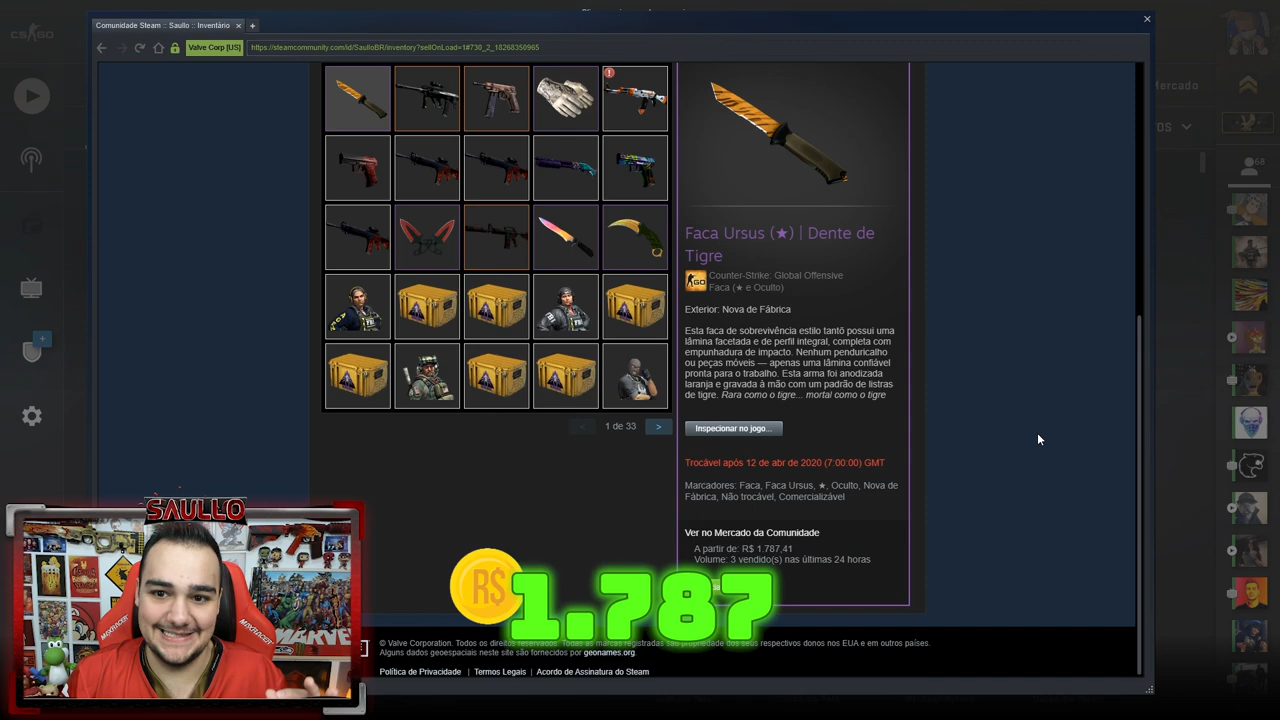 Comunidade Steam :: Saullo :: Inventário
Valve Corp [US]
https://steamcommunity.com/id/SaulloBR/inventory?sellOnLoad=1#730_2_18268350965
CS:GO
Mercado
68
Faca Ursus (★) | Dente de
Tigre
Counter-Strike: Global Offensive
Faca (★ e Oculto)
Exterior: Nova de Fábrica
Esta faca de sobrevivência estilo tantō possui uma
lâmina facetada e de perfil integral, completa com
empunhadura de impacto. Nenhum penduricalho
ou peças móveis — apenas uma lâmina confiável
pronta para o trabalho. Esta arma foi anodizada
laranja e gravada à mão com um padrão de listras
de tigre. Rara como o tigre... mortal como o tigre
1 de 33
>
Inspecionar no jogo...
Trocável após 12 de abr de 2020 (7:00:00) GMT
Marcadores: Faca, Faca Ursus, ★, Oculto, Nova de
Fábrica, Não trocável, Comercializável
Ver no Mercado da Comunidade
A partir de: R$ 1.787,41
Volume: 3 vendido(s) nas últimas 24 horas
SAULLO
R$ 1.787
MAXRACER
MAXRACER
MARVEL
© Valve Corporation. Todos os direitos reservados. Todas as marcas registradas são propriedade dos seus respectivos donos nos EUA e em outros países.
Alguns dados geoespaciais neste site são fornecidos por geonames.org.
Política de Privacidade | Termos Legais | Acordo de Assinatura do Steam